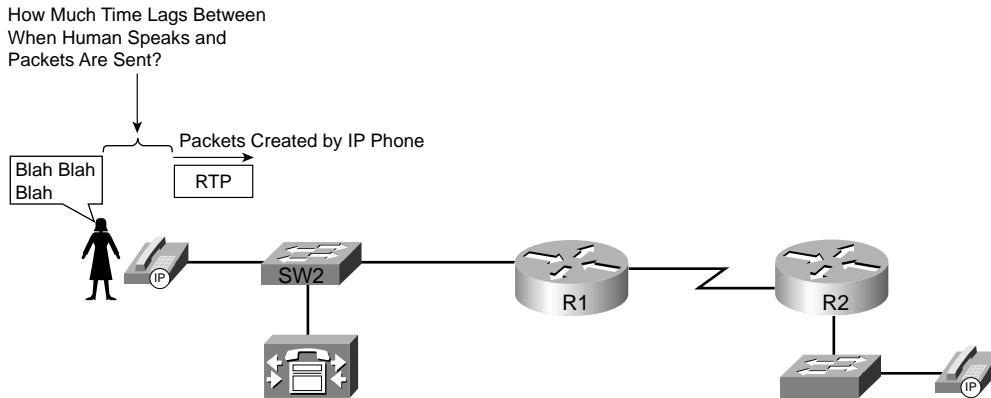 How Much Time Lags Between
When Human Speaks and
Packets Are Sent?
Packets Created by IP Phone
Blah Blah
Blah
RTP
IP
SW2
R1
R2
IP